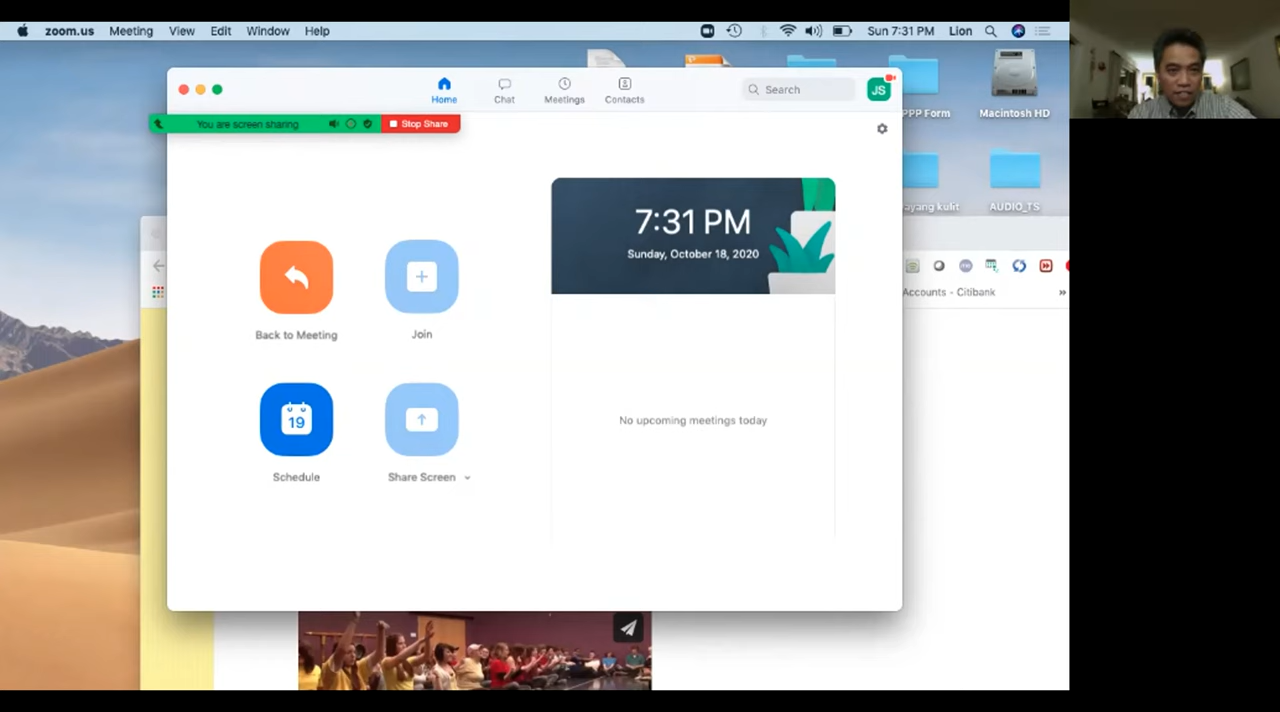 zoom.us Meeting View Edit Window Help Sun 7:31 PM Lion
Home Chat Meetings Contacts
Search
JS
You are screen sharing
Stop Share
PPP Form
Macintosh HD
ayang kulit
AUDIO_TS
7:31 PM
Sunday, October 18, 2020
Accounts - Citibank
»
Back to Meeting
Join
No upcoming meetings today
19
Schedule
Share Screen